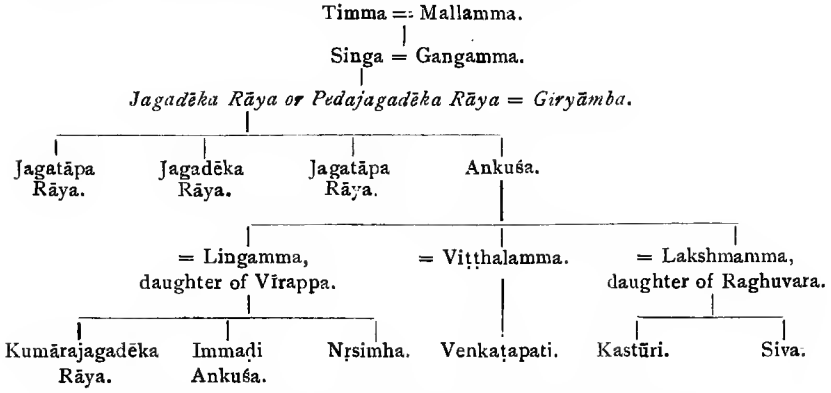 Timma = Mallamma.
Singa = Gangamma.
Jagadēka Rāya or Pedajagadēka Rāya = Giryāmba.
Jagatāpa Jagadēka Jagatāpa Ankuśa.
Rāya. Rāya. Rāya.
= Lingamma, = Viṭṭhalamma. = Lakshmamma,
daughter of Vīrappa. daughter of Raghuvara.
Kumārajagadēka Immaḍi Nṛsimha. Venkaṭapati. Kastūri. Siva.
Rāya. Ankuśa.